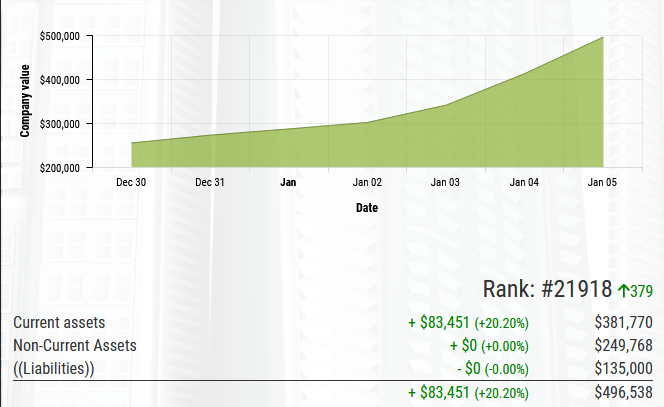 $500,000
$400,000
$300,000
$200,000
Company value
Dec 30 Dec 31 Jan Jan 02 Jan 03 Jan 04 Jan 05
Date
Rank: #21918 ↑379
Current assets + $83,451 (+20.20%) $381,770
Non-Current Assets + $0 (+0.00%) $249,768
((Liabilities)) - $0 (-0.00%) $135,000
+ $83,451 (+20.20%) $496,538